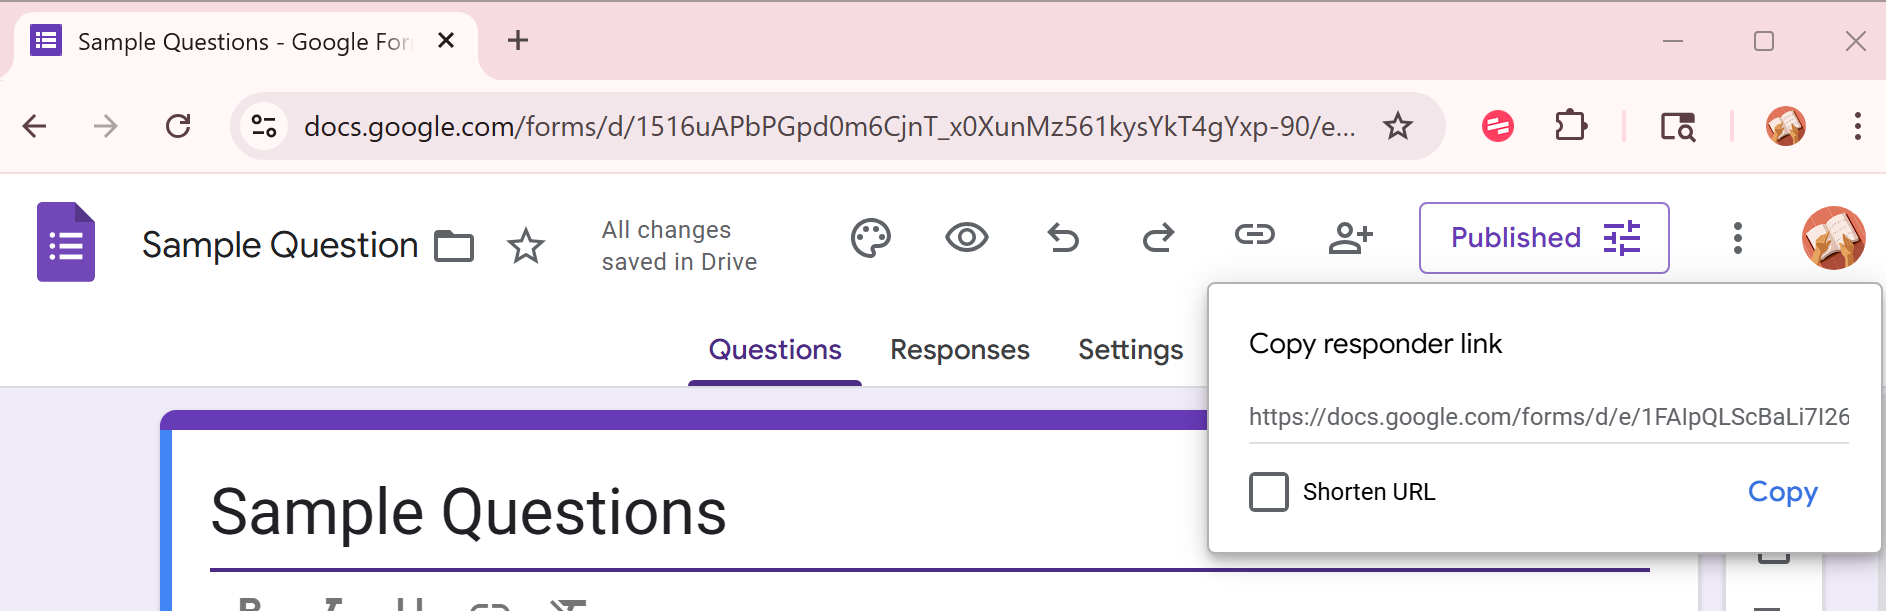 Sample Questions - Google For
docs.google.com/forms/d/1516uAPbPGpd0m6CjnT_x0XunMz561kysYkT4gYxp-90/e...
Sample Question
All changes
saved in Drive
Published
Questions
Responses
Settings
Copy responder link
https://docs.google.com/forms/d/e/1FAIpQLScBaLi7I26
Shorten URL
Copy
Sample Questions
B I U